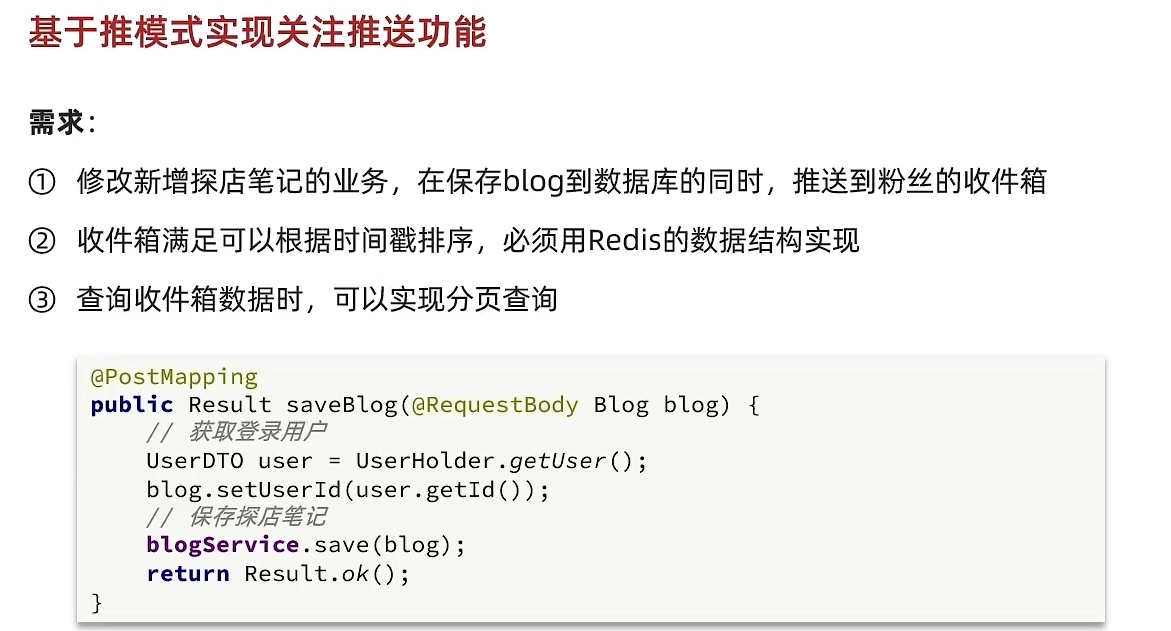 基于推模式实现关注推送功能
需求：
① 修改新增探店笔记的业务，在保存blog到数据库的同时，推送到粉丝的收件箱
② 收件箱满足可以根据时间戳排序，必须用Redis的数据结构实现
③ 查询收件箱数据时，可以实现分页查询
@PostMapping
public Result saveBlog(@RequestBody Blog blog) {
    // 获取登录用户
    UserDTO user = UserHolder.getUser();
    blog.setUserId(user.getId());
    // 保存探店笔记
    blogService.save(blog);
    return Result.ok();
}